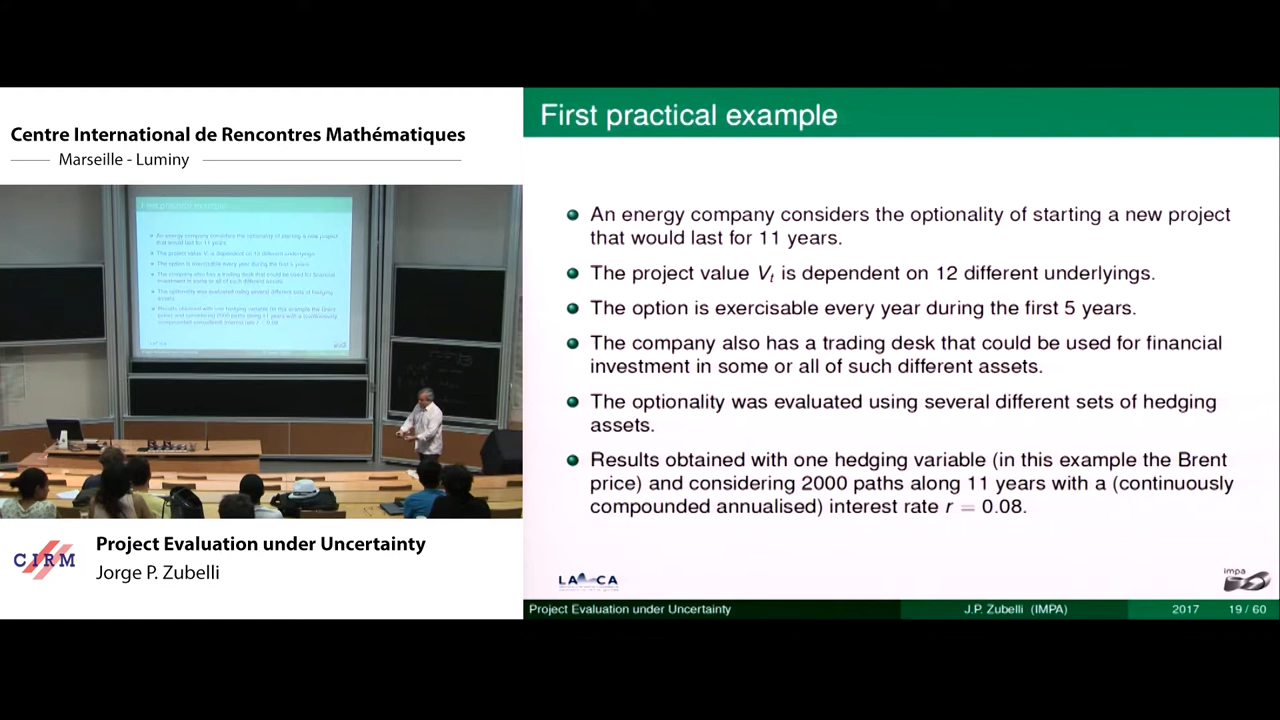 Centre International de Rencontres Mathématiques
Marseille - Luminy
CIRM
Project Evaluation under Uncertainty
Jorge P. Zubelli
First practical example
An energy company considers the optionality of starting a new project
that would last for 11 years.
The project value Vt is dependent on 12 different underlyings.
The option is exercisable every year during the first 5 years.
The company also has a trading desk that could be used for financial
investment in some or all of such different assets.
The optionality was evaluated using several different sets of hedging
assets.
Results obtained with one hedging variable (in this example the Brent
price) and considering 2000 paths along 11 years with a (continuously
compounded annualised) interest rate r = 0.08.
impa
Project Evaluation under Uncertainty
J.P. Zubelli (IMPA)
2017
19 / 60